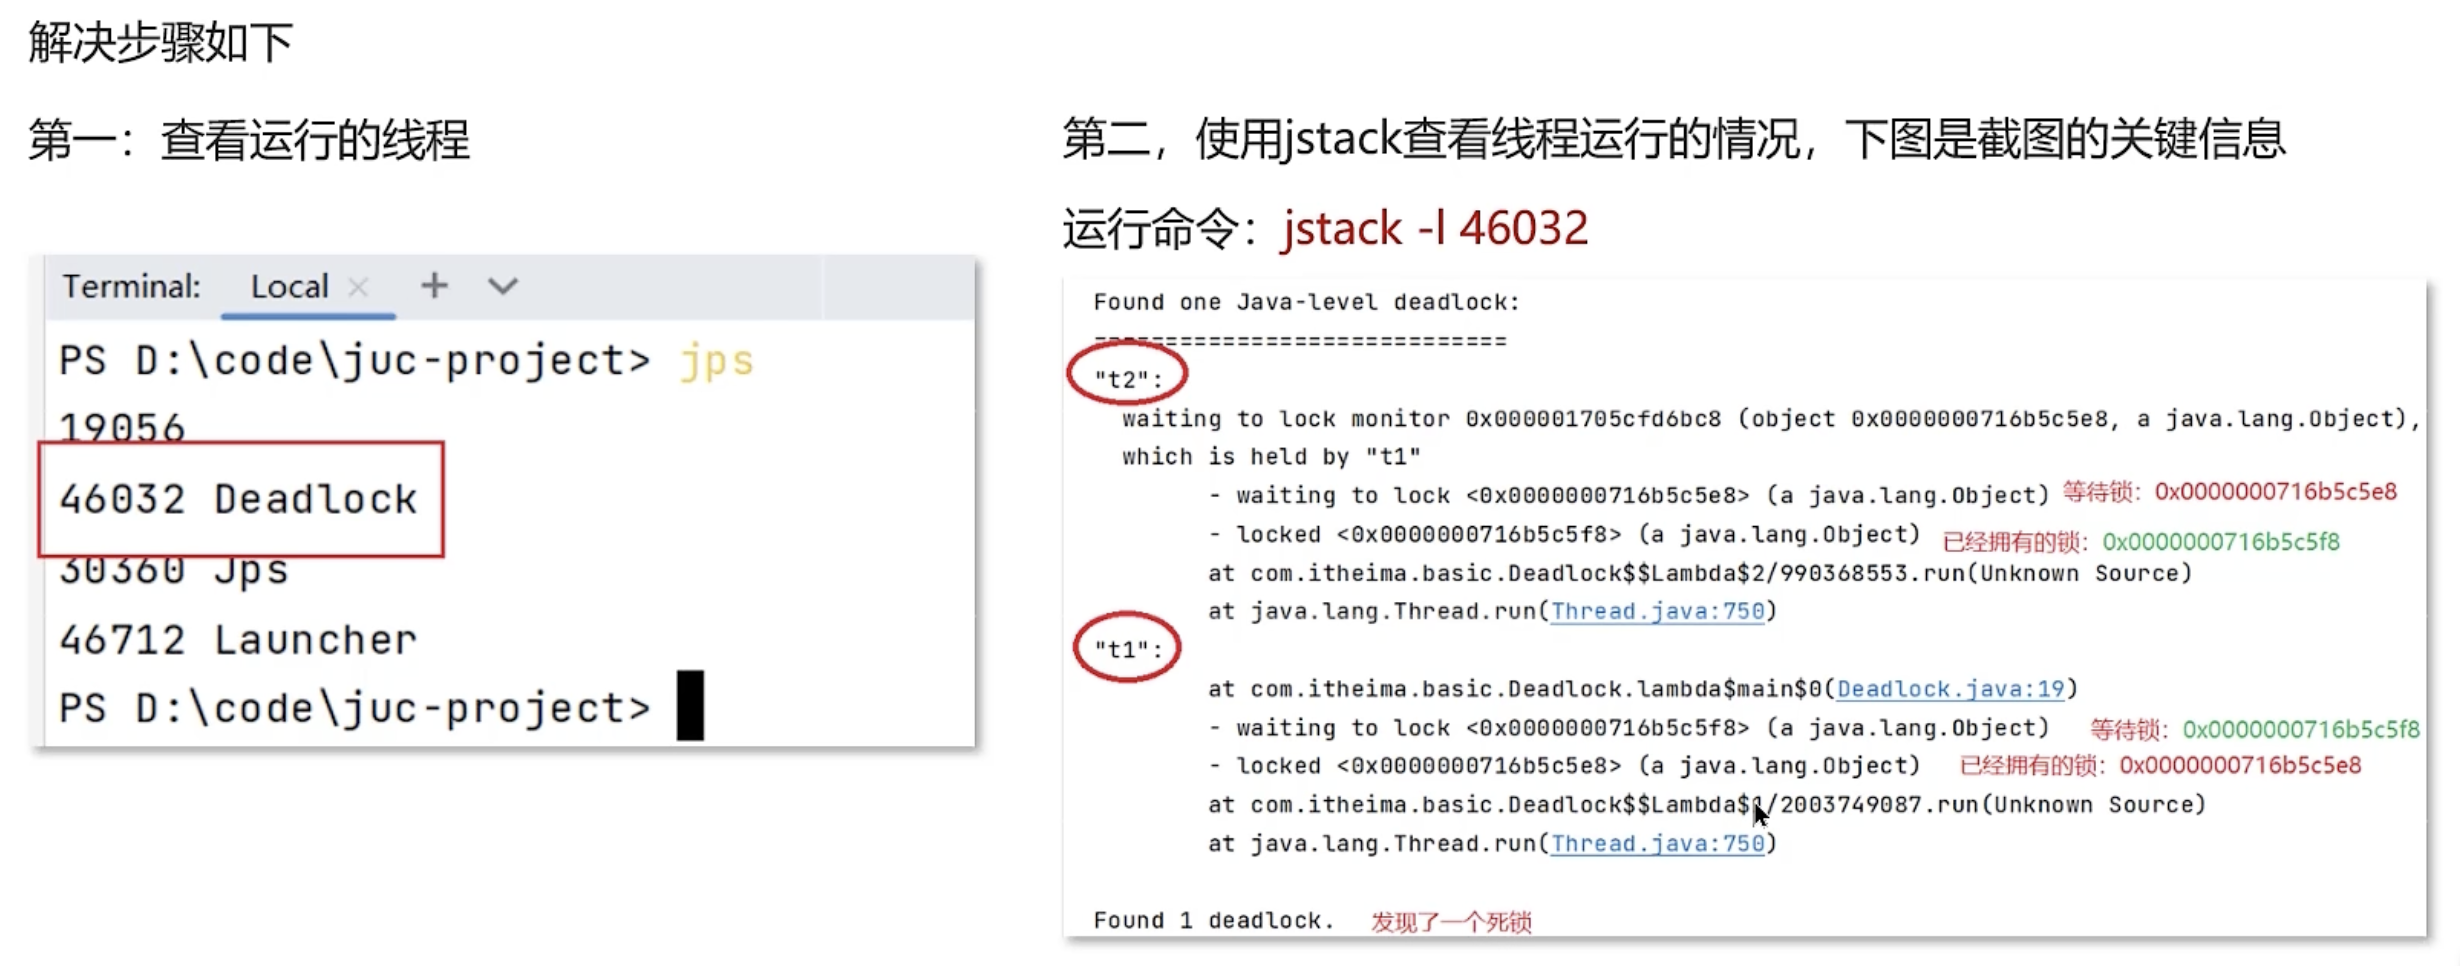 解决步骤如下
第一：查看运行的线程
Terminal: Local × +
PS D:\code\juc-project> jps
19056
46032 Deadlock
30360 Jps
46712 Launcher
PS D:\code\juc-project>
第二，使用jstack查看线程运行的情况，下图是截图的关键信息
运行命令：jstack -l 46032
Found one Java-level deadlock:
=============================
"t2":
waiting to lock monitor 0x000001705cfd6bc8 (object 0x0000000716b5c5e8, a java.lang.Object),
which is held by "t1"
- waiting to lock <0x0000000716b5c5e8> (a java.lang.Object) 等待锁：0x0000000716b5c5e8
- locked <0x0000000716b5c5f8> (a java.lang.Object) 已经拥有的锁：0x0000000716b5c5f8
at com.itheima.basic.Deadlock$$Lambda$2/990368553.run(Unknown Source)
at java.lang.Thread.run(Thread.java:750)
"t1":
at com.itheima.basic.Deadlock.lambda$main$0(Deadlock.java:19)
- waiting to lock <0x0000000716b5c5f8> (a java.lang.Object) 等待锁：0x0000000716b5c5f8
- locked <0x0000000716b5c5e8> (a java.lang.Object) 已经拥有的锁：0x0000000716b5c5e8
at com.itheima.basic.Deadlock$$Lambda$1/2003749087.run(Unknown Source)
at java.lang.Thread.run(Thread.java:750)
Found 1 deadlock. 发现了一个死锁